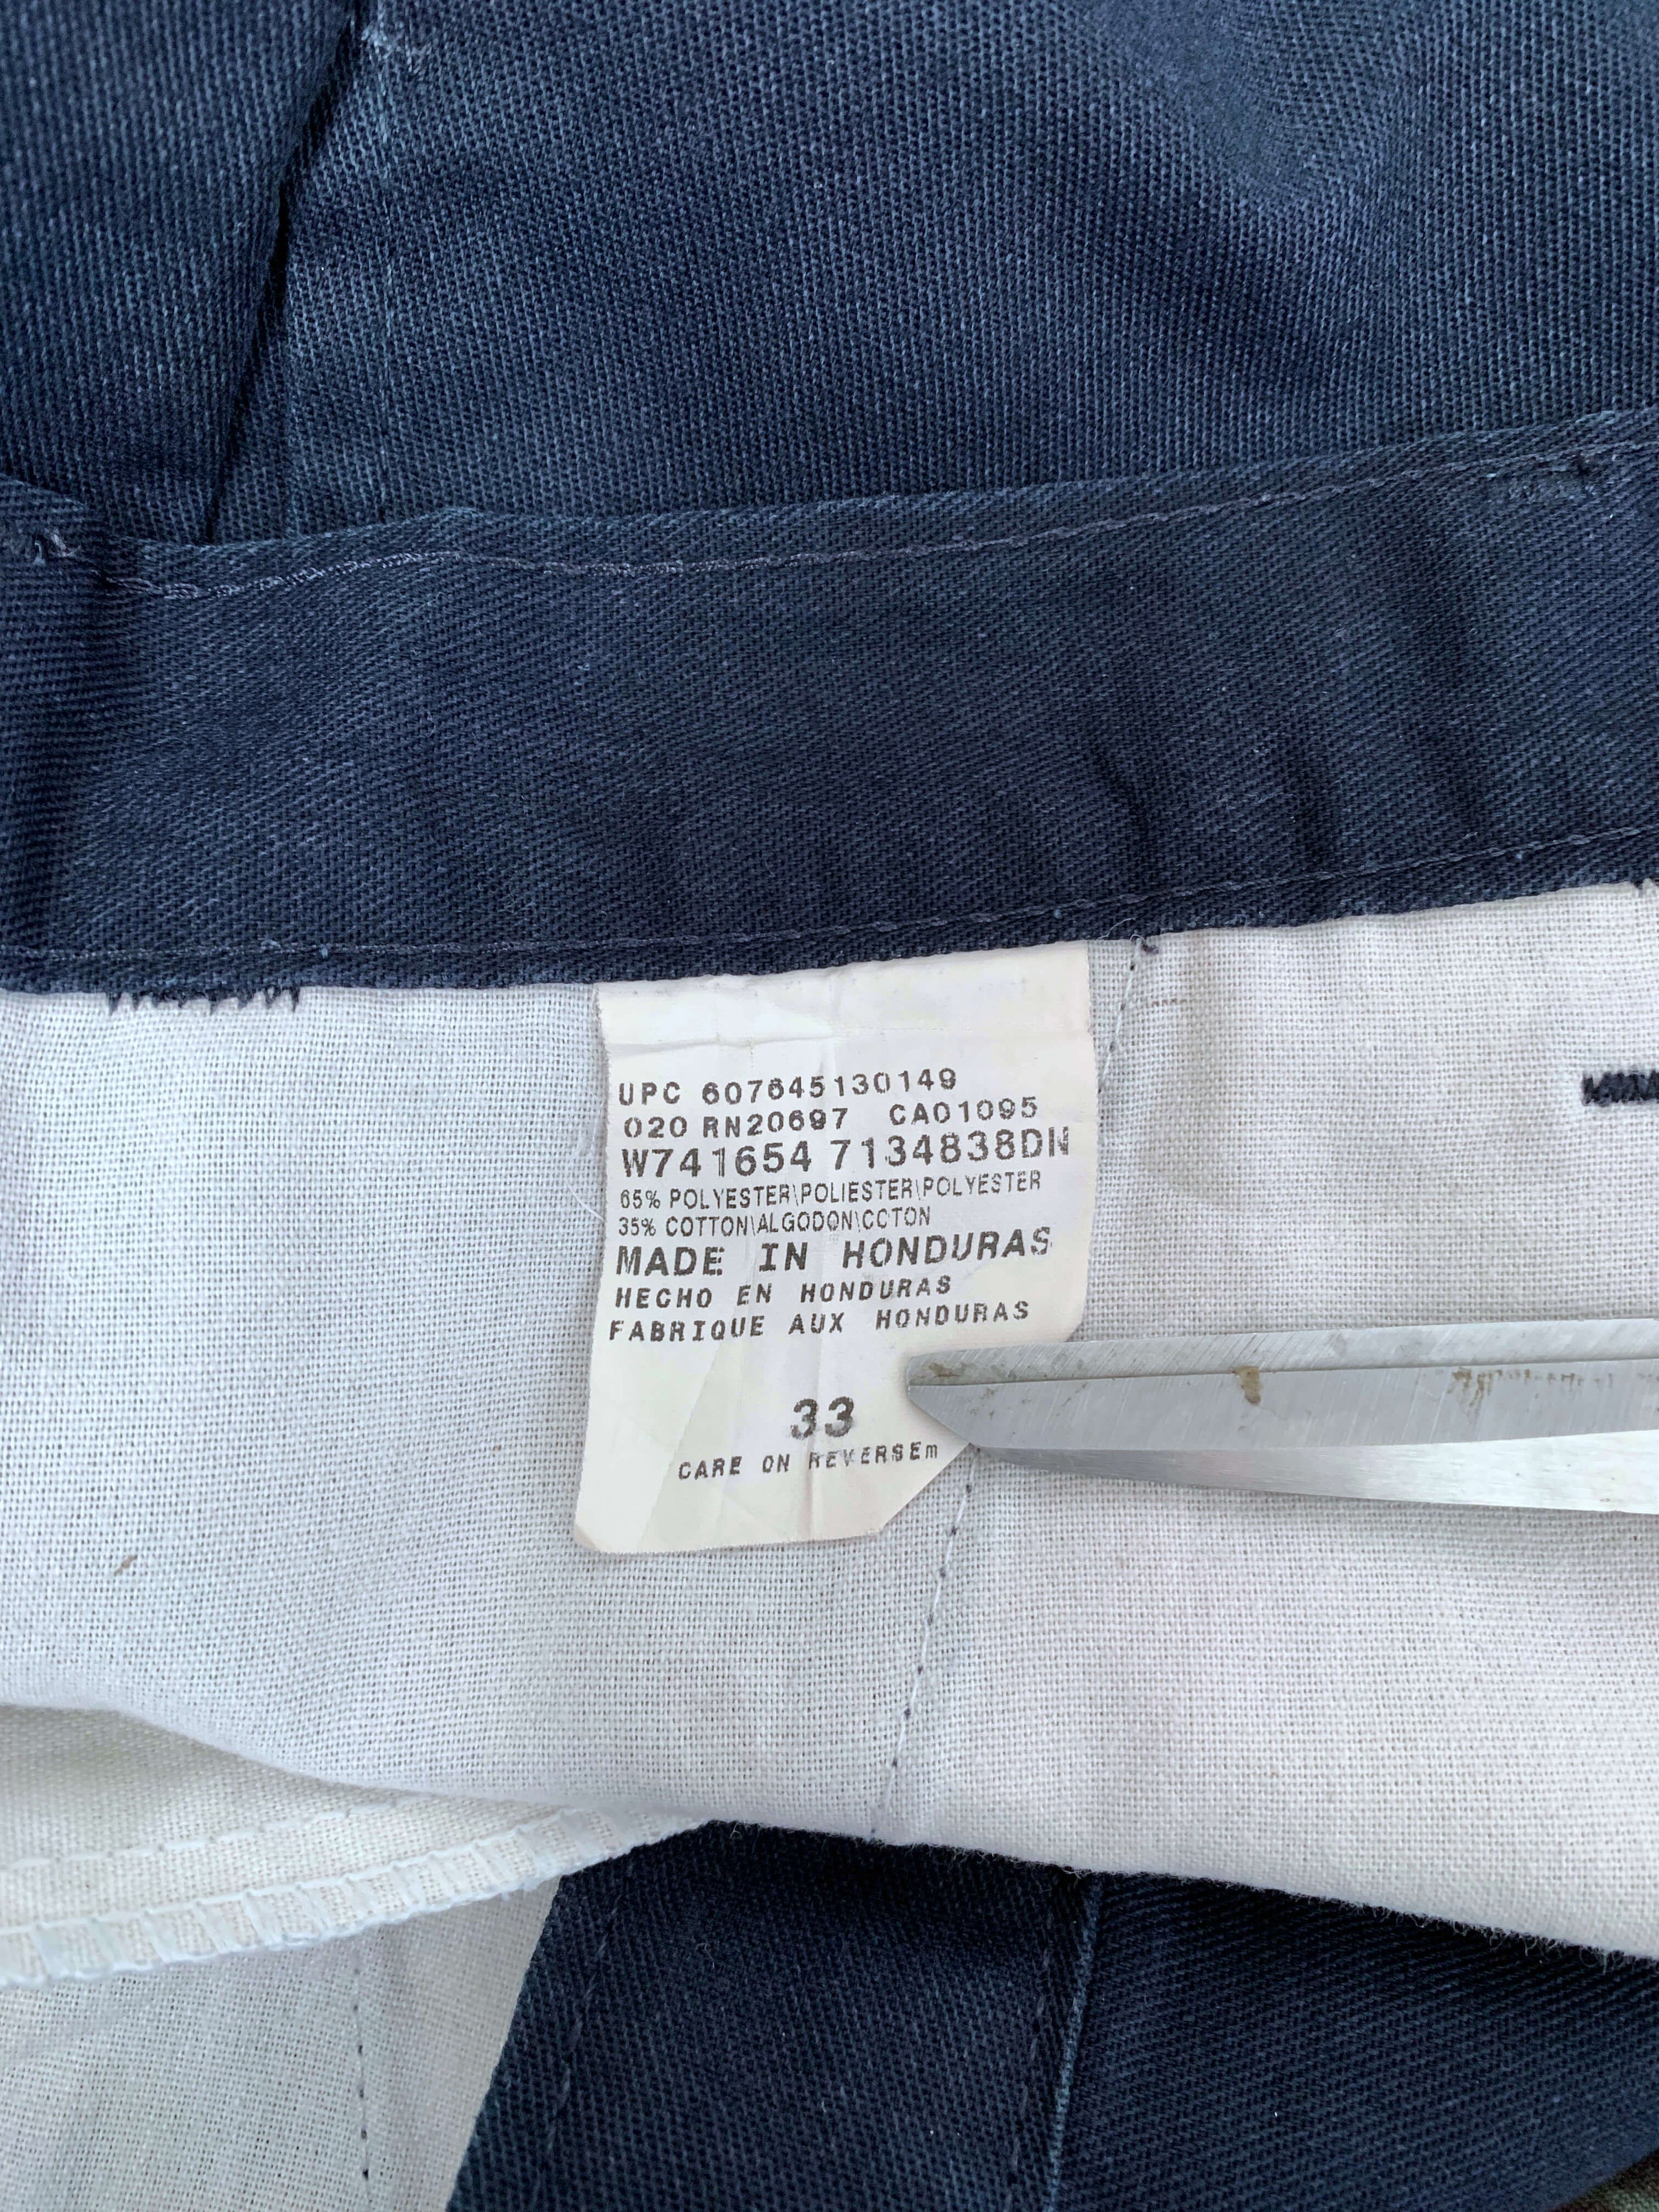 UPC 607645130149
020 RN20697 CA01095
W741654 7134838DN
65% POLYESTER\POLIESTER\POLYESTER
35% COTTON\ALGODON\COTON
MADE IN HONDURAS
HECHO EN HONDURAS
FABRIQUE AUX HONDURAS
33
CARE ON REVERSEm